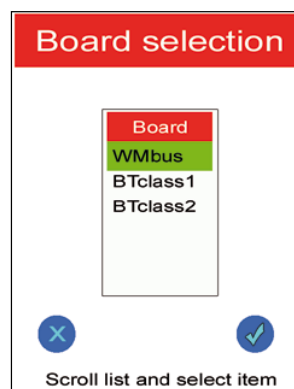 Board selection
Board
WMbus
BTclass1
BTclass2
Scroll list and select item